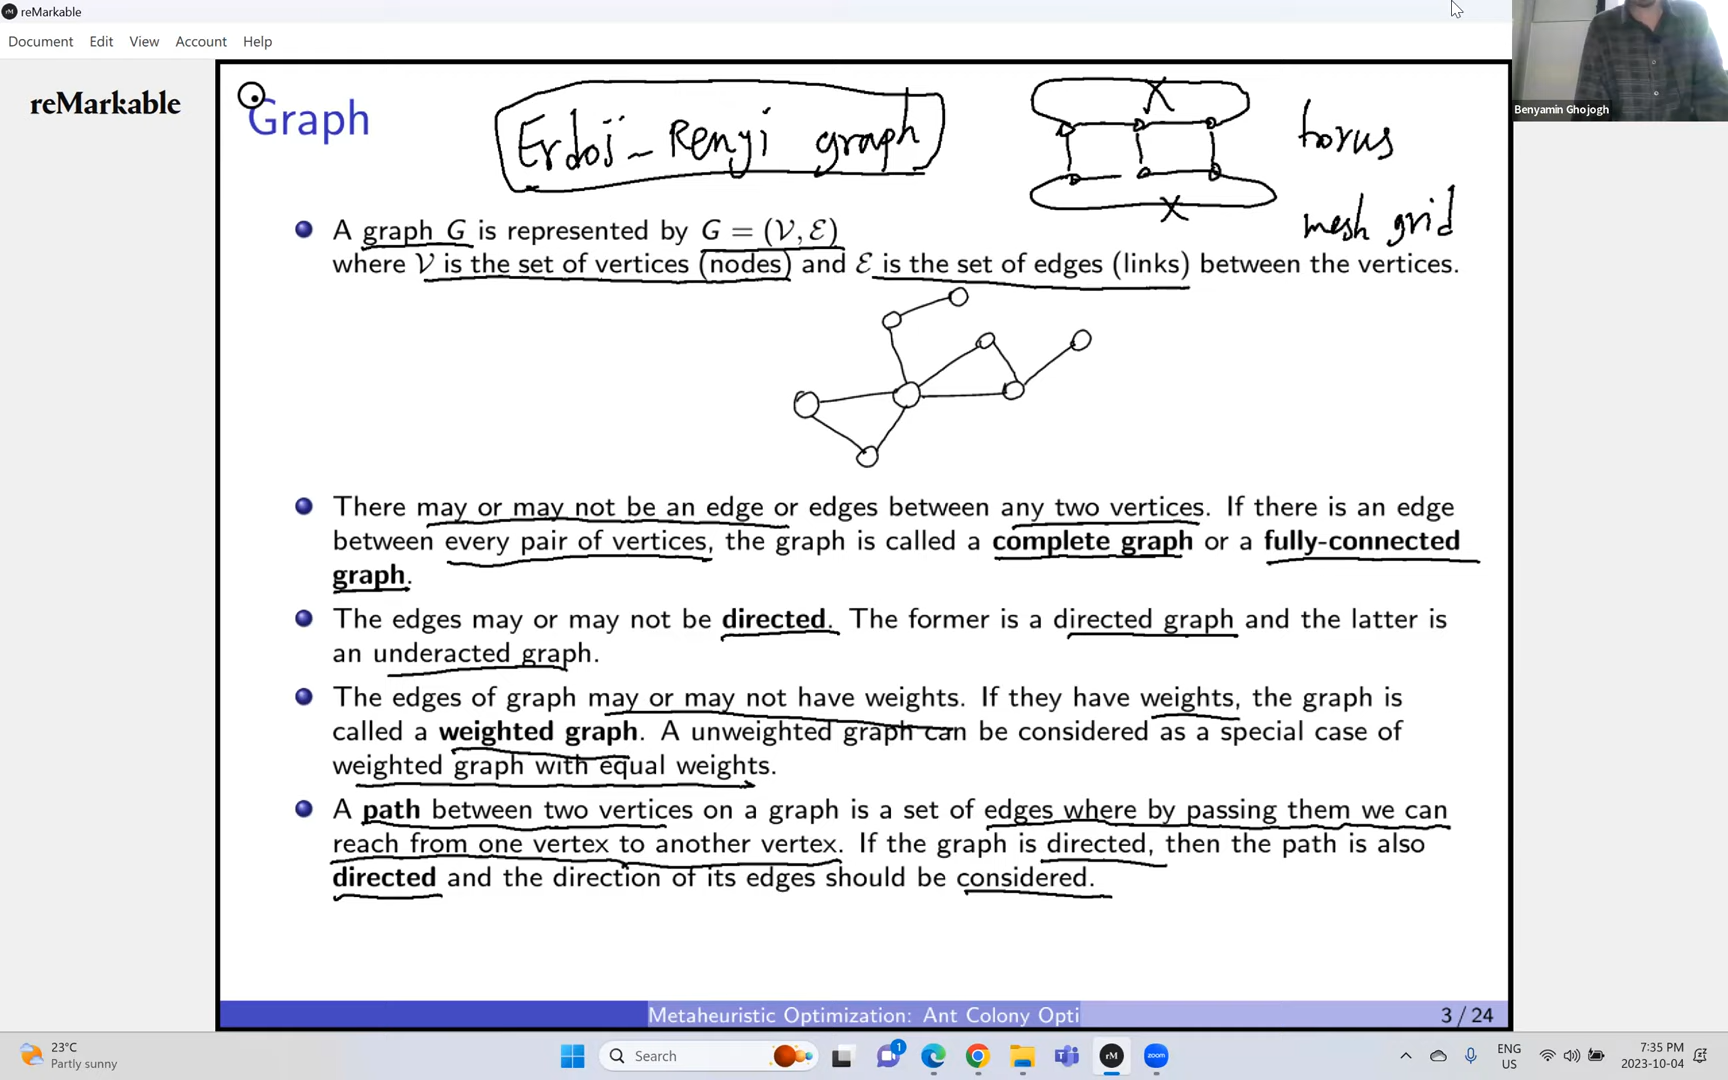 reMarkable
Document Edit View Account Help
reMarkable
Graph
Erdoš-Renyi graph
torus
mesh grid
A graph G is represented by G = (V, E)
where V is the set of vertices (nodes) and E is the set of edges (links) between the vertices.
There may or may not be an edge or edges between any two vertices. If there is an edge
between every pair of vertices, the graph is called a complete graph or a fully-connected
graph.
The edges may or may not be directed. The former is a directed graph and the latter is
an underacted graph.
The edges of graph may or may not have weights. If they have weights, the graph is
called a weighted graph. A unweighted graph can be considered as a special case of
weighted graph with equal weights.
A path between two vertices on a graph is a set of edges where by passing them we can
reach from one vertex to another vertex. If the graph is directed, then the path is also
directed and the direction of its edges should be considered.
Metaheuristic Optimization: Ant Colony Opti
3 / 24
Benyamin Ghojogh
23°C
Partly sunny
Search
1
rM
zoom
ENG
US
7:35 PM
2023-10-04